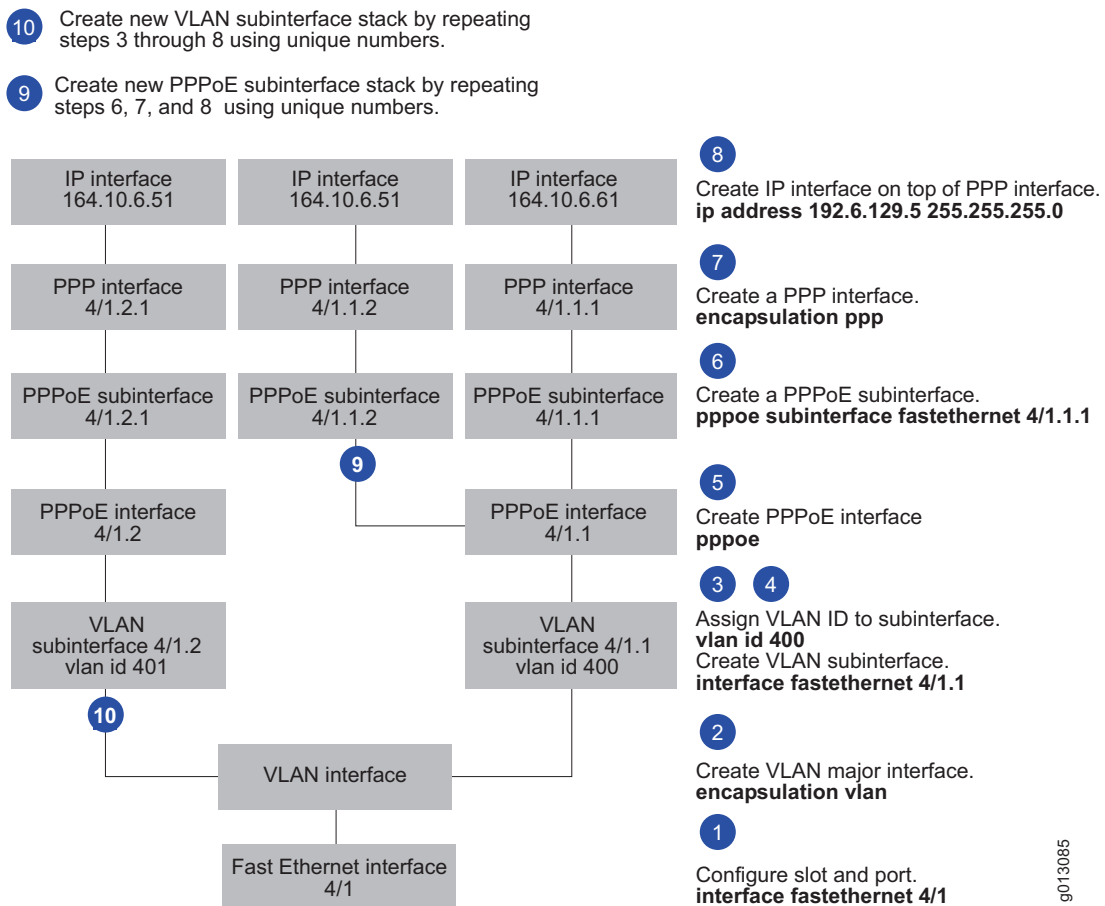 10
Create new VLAN subinterface stack by repeating
steps 3 through 8 using unique numbers.
9
Create new PPPoE subinterface stack by repeating
steps 6, 7, and 8 using unique numbers.
IP interface
164.10.6.51
IP interface
164.10.6.51
IP interface
164.10.6.61
8
Create IP interface on top of PPP interface.
ip address 192.6.129.5 255.255.255.0
PPP interface
4/1.2.1
PPP interface
4/1.1.2
PPP interface
4/1.1.1
7
Create a PPP interface.
encapsulation ppp
PPPoE subinterface
4/1.2.1
PPPoE subinterface
4/1.1.2
PPPoE subinterface
4/1.1.1
6
Create a PPPoE subinterface.
pppoe subinterface fastethernet 4/1.1.1
9
PPPoE interface
4/1.2
PPPoE interface
4/1.1
5
Create PPPoE interface
pppoe
VLAN
subinterface 4/1.2
vlan id 401
VLAN
subinterface 4/1.1
vlan id 400
3 4
Assign VLAN ID to subinterface.
vlan id 400
Create VLAN subinterface.
interface fastethernet 4/1.1
10
VLAN interface
2
Create VLAN major interface.
encapsulation vlan
Fast Ethernet interface
4/1
1
Configure slot and port.
interface fastethernet 4/1
g013085